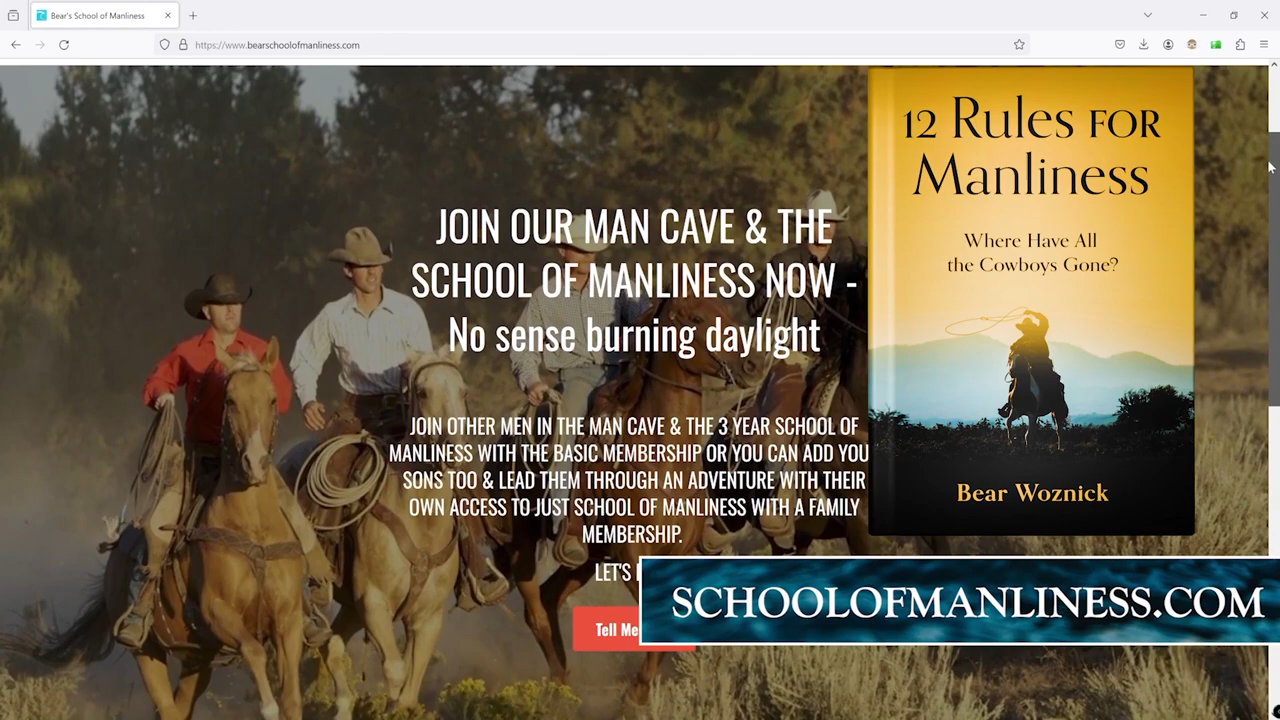 Bear's School of Manliness
https://www.bearschoolofmanliness.com
JOIN OUR MAN CAVE & THE
SCHOOL OF MANLINESS NOW -
No sense burning daylight
JOIN OTHER MEN IN THE MAN CAVE & THE 3 YEAR SCHOOL OF
MANLINESS WITH THE BASIC MEMBERSHIP OR YOU CAN ADD YOU
SONS TOO & LEAD THEM THROUGH AN ADVENTURE WITH THEIR
OWN ACCESS TO JUST SCHOOL OF MANLINESS WITH A FAMILY
MEMBERSHIP.
LET'S
Tell Me
12 Rules FOR
Manliness
Where Have All
the Cowboys Gone?
Bear Woznick
SCHOOLOFMANLINESS.COM